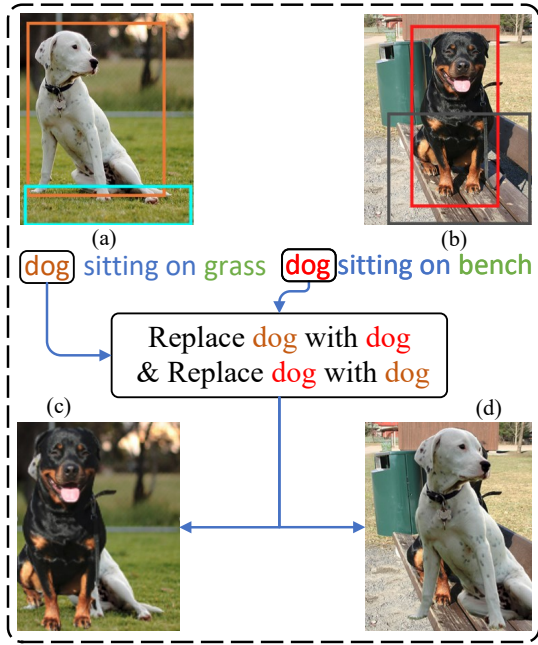 (a)
(b)
dog sitting on grass
dog sitting on bench
Replace dog with dog
& Replace dog with dog
(c)
(d)